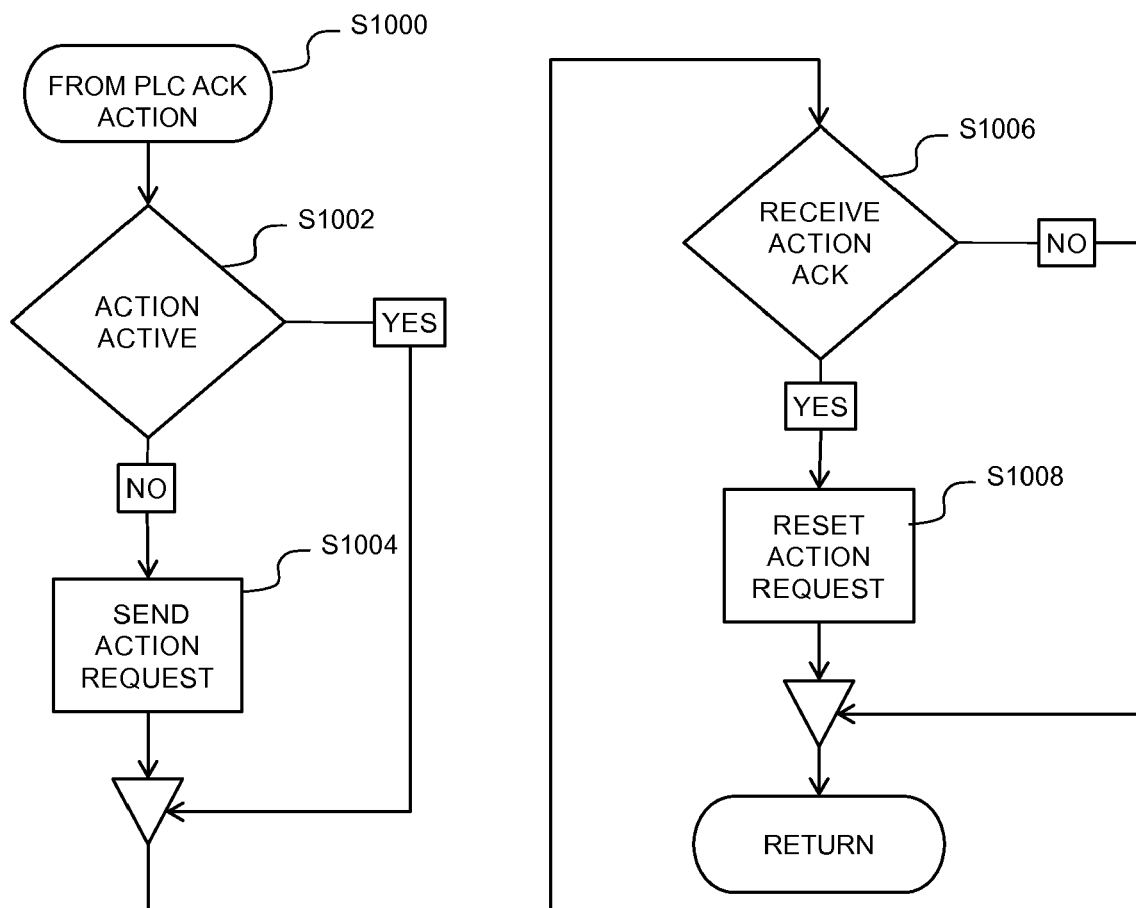 S1000
FROM PLC ACK
ACTION
S1002
ACTION
ACTIVE
YES
NO
S1004
SEND
ACTION
REQUEST
S1006
RECEIVE
ACTION
ACK
NO
YES
S1008
RESET
ACTION
REQUEST
RETURN